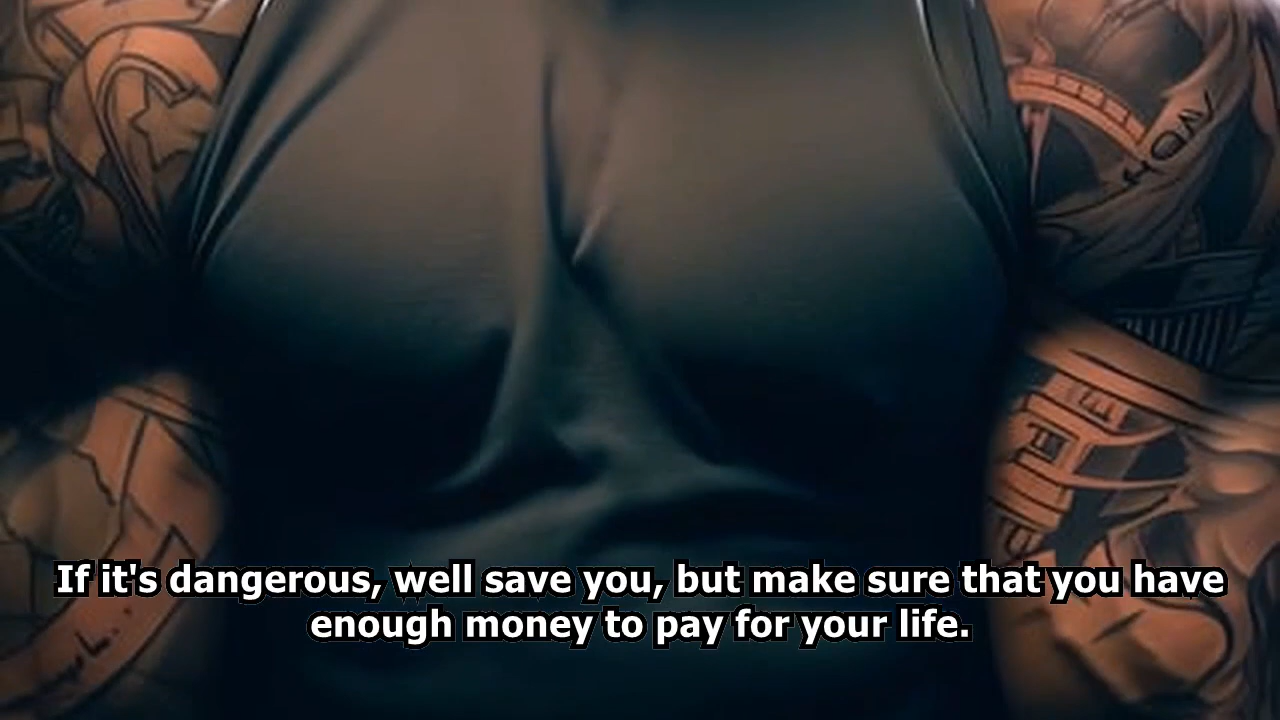 If it's dangerous, well save you, but make sure that you have
enough money to pay for your life.